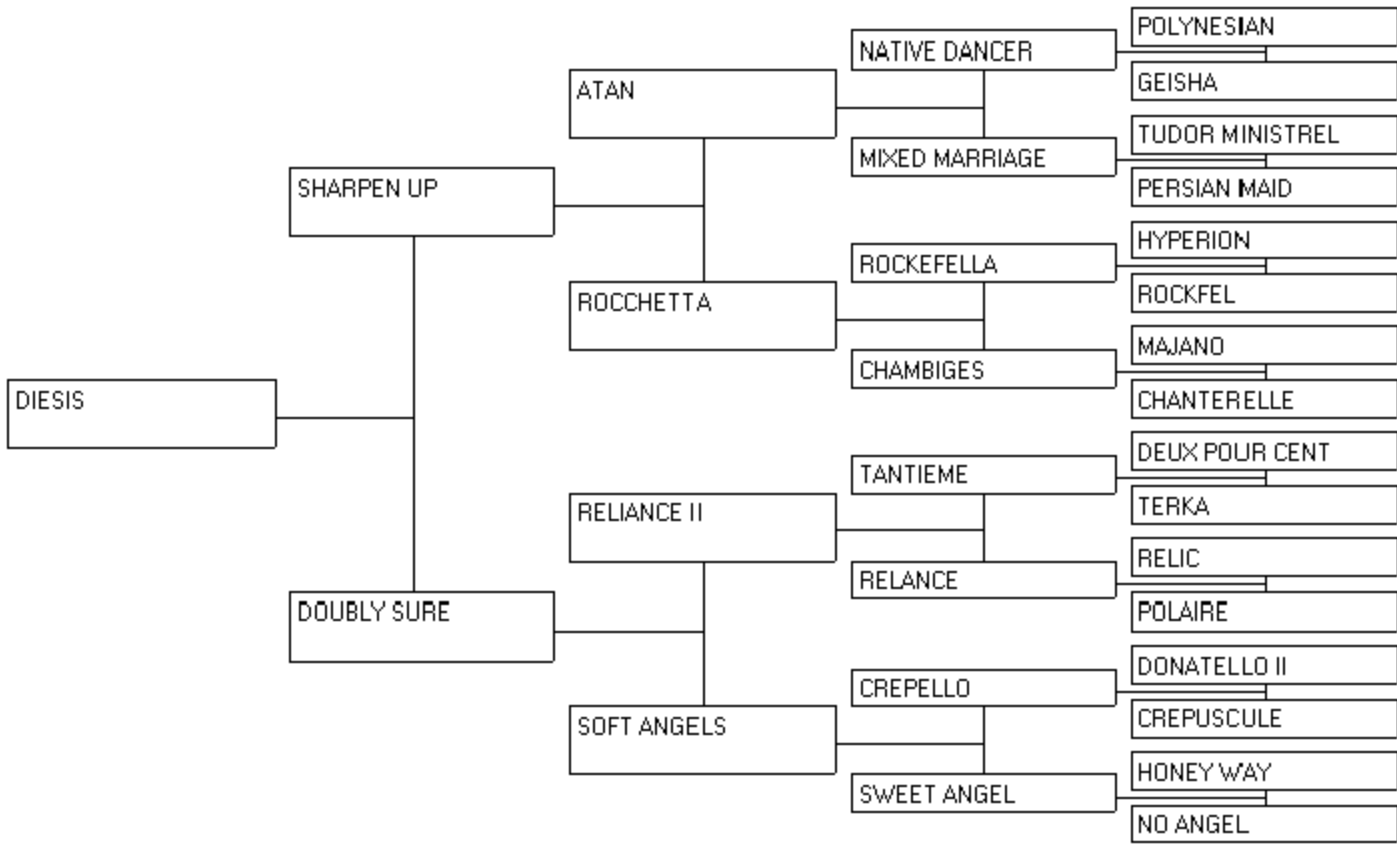 POLYNESIAN
NATIVE DANCER
GEISHA
ATAN
TUDOR MINISTREL
MIXED MARRIAGE
PERSIAN MAID
SHARPEN UP
HYPERION
ROCKEFELLA
ROCKFEL
ROCCHETTA
MAJANO
CHAMBIGES
CHANTERELLE
DIESIS
DEUX POUR CENT
TANTIEME
TERKA
RELIANCE II
RELIC
RELANCE
POLAIRE
DOUBLY SURE
DONATELLO II
CREPELLO
CREPUSCULE
SOFT ANGELS
HONEY WAY
SWEET ANGEL
NO ANGEL